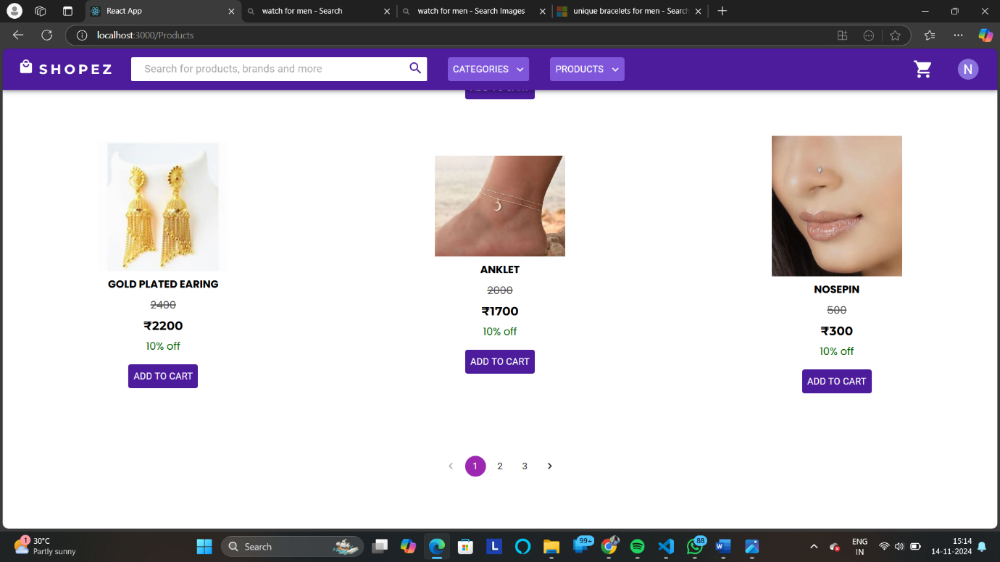 React App
watch for men - Search
watch for men - Search Images
unique bracelets for men - Search
localhost:3000/Products
SHOPEZ
Search for products, brands and more
CATEGORIES
PRODUCTS
N
ADD TO CART
GOLD PLATED EARING
2400
₹2200
10% off
ADD TO CART
ANKLET
2000
₹1700
10% off
ADD TO CART
NOSEPIN
500
₹300
10% off
ADD TO CART
1 2 3
1
30°C
Partly sunny
Search
L
99+
88
W
ENG
IN
15:14
14-11-2024